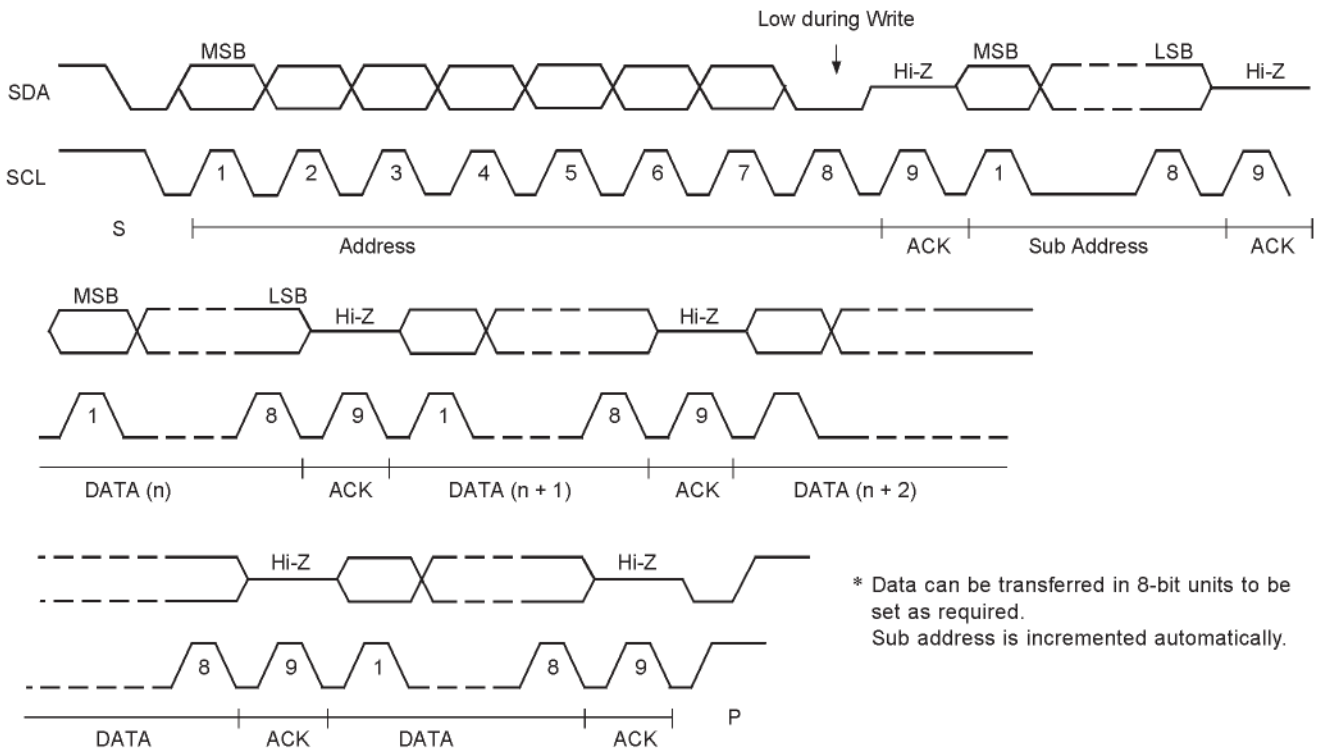 Low during Write
MSB Hi-Z MSB LSB Hi-Z
SDA
SCL 1 2 3 4 5 6 7 8 9 1 8 9
S Address ACK Sub Address ACK
MSB LSB Hi-Z Hi-Z
1 8 9 1 8 9
DATA (n) ACK DATA (n + 1) ACK DATA (n + 2)
Hi-Z Hi-Z
8 9 1 8 9
DATA ACK DATA ACK P
* Data can be transferred in 8-bit units to be
set as required.
Sub address is incremented automatically.